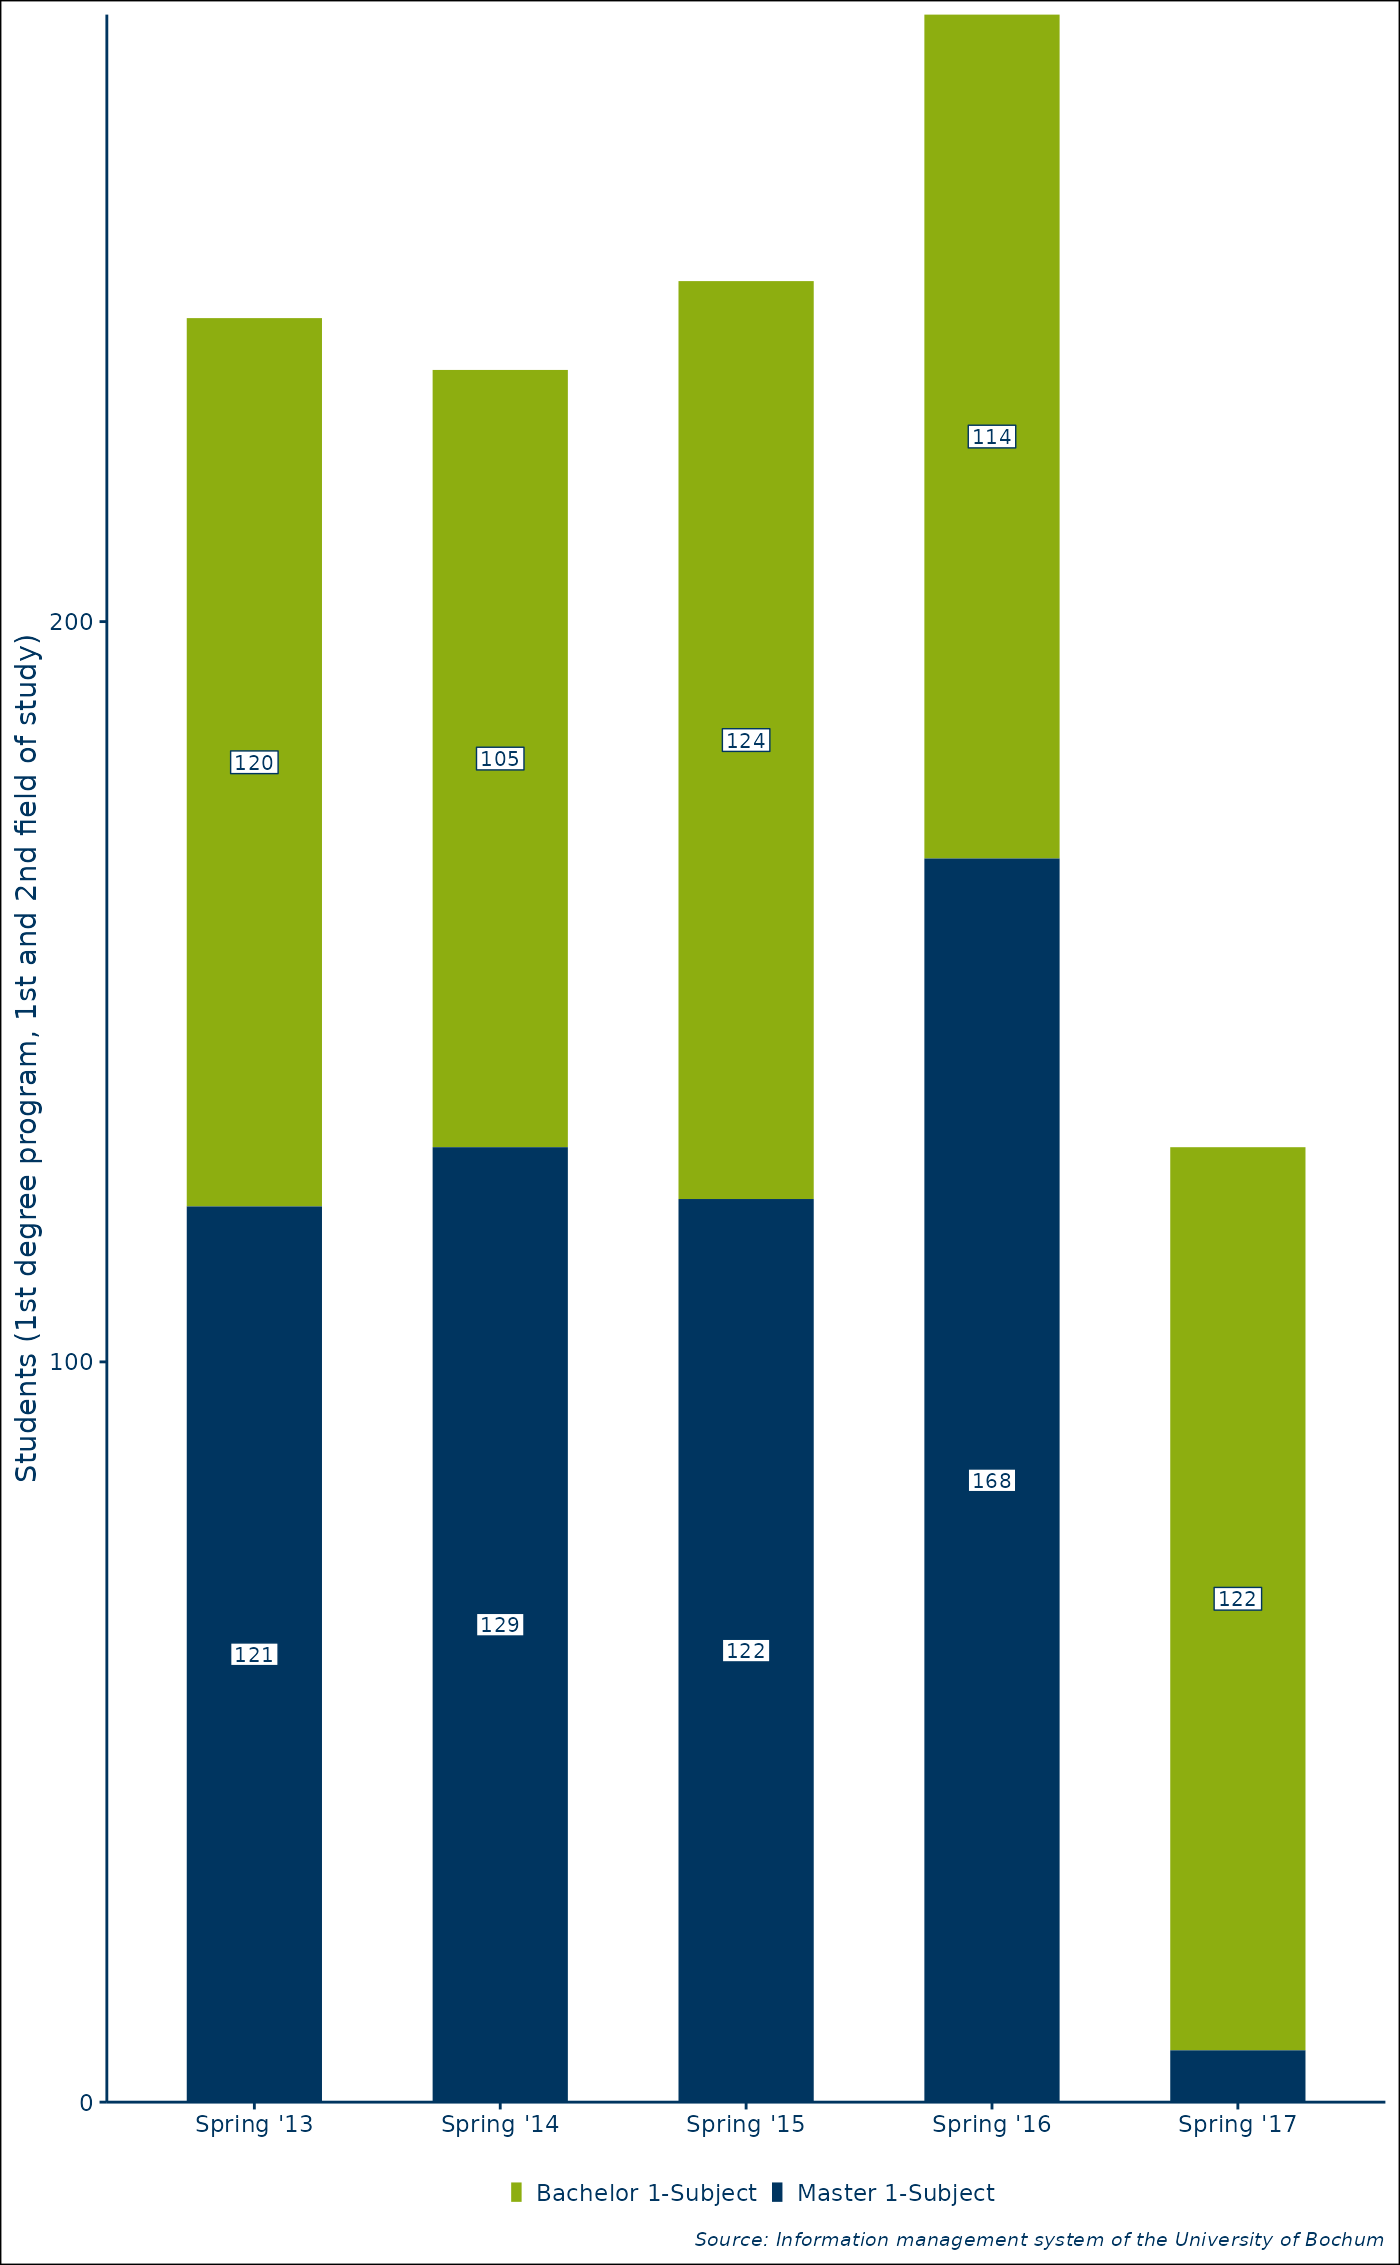 Students (1st degree program, 1st and 2nd field of study)
200
100
0
120
105
124
114
122
121
129
122
168
Spring '13
Spring '14
Spring '15
Spring '16
Spring '17
Bachelor 1-Subject
Master 1-Subject
Source: Information management system of the University of Bochum